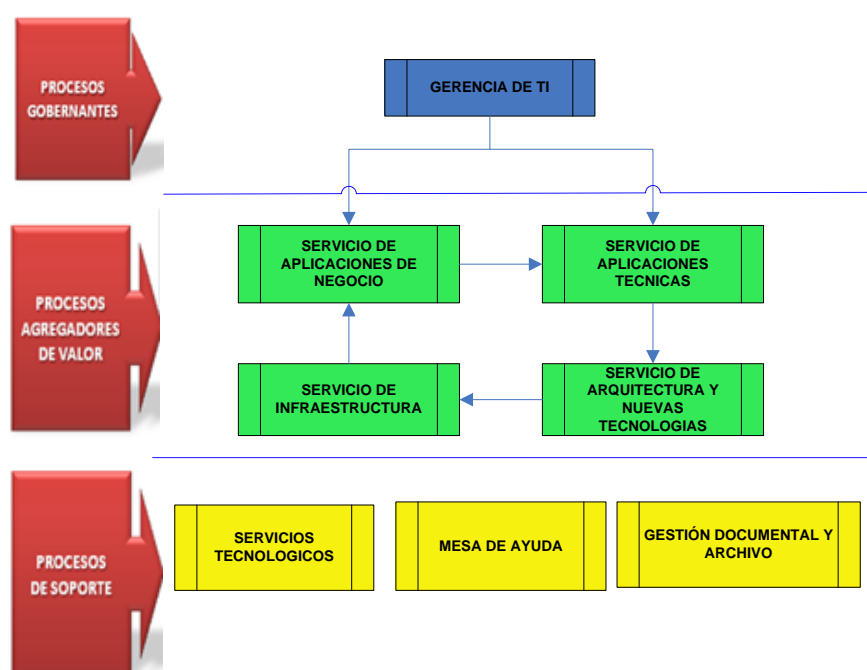 PROCESOS
GOBERNANTES
GERENCIA DE TI
PROCESOS
AGREGADORES
DE VALOR
SERVICIO DE
APLICACIONES DE
NEGOCIO
SERVICIO DE
APLICACIONES
TECNICAS
SERVICIO DE
INFRAESTRUCTURA
SERVICIO DE
ARQUITECTURA Y
NUEVAS
TECNOLOGIAS
PROCESOS
DE SOPORTE
SERVICIOS
TECNOLOGICOS
MESA DE AYUDA
GESTIÓN DOCUMENTAL Y
ARCHIVO